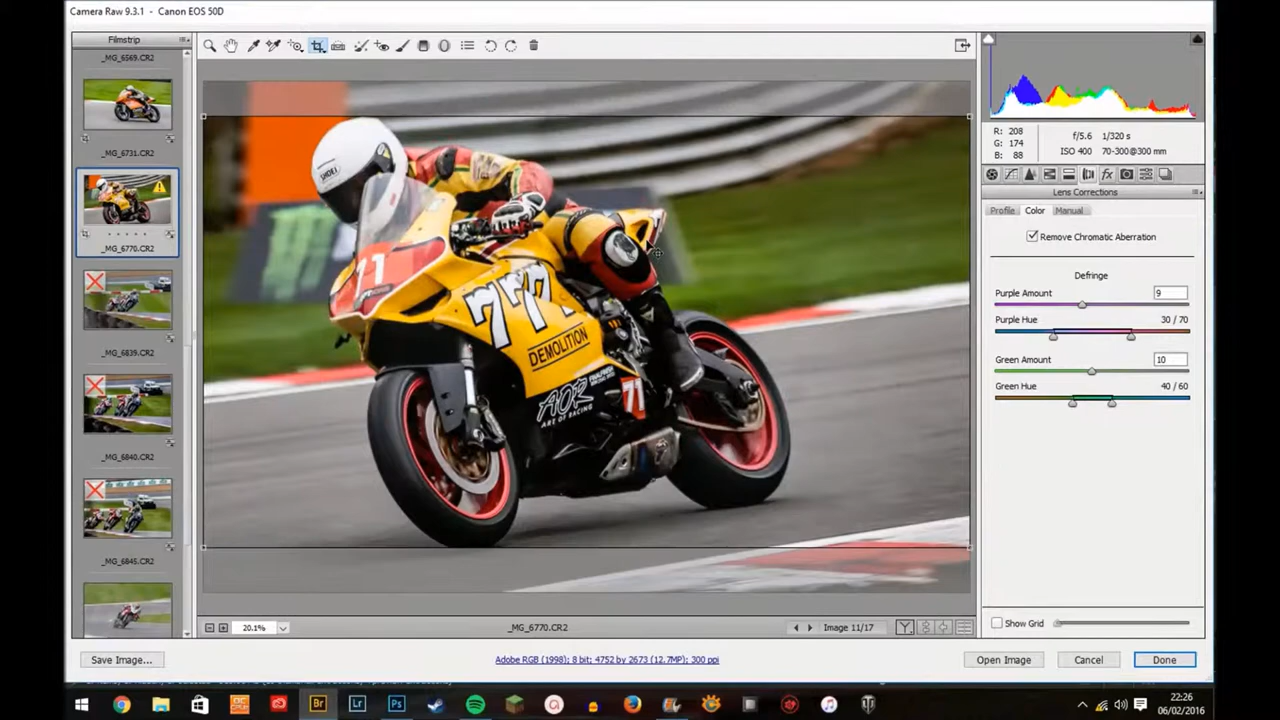 Camera Raw 9.3.1 - Canon EOS 50D
Filmstrip
_MG_6569.CR2
_MG_6731.CR2
_MG_6770.CR2
_MG_6839.CR2
_MG_6840.CR2
_MG_6845.CR2
SHOEI
71
777
DEMOLITION
AOR
ART OF RACING
71
20.1%
_MG_6770.CR2
Image 11/17
Y
R: 208
G: 174
B: 88
f/5.6 1/320 s
ISO 400 70-300@300 mm
fx
Lens Corrections
Profile Color Manual
Remove Chromatic Aberration
Defringe
Purple Amount 9
Purple Hue 30 / 70
Green Amount 10
Green Hue 40 / 60
Show Grid
Save Image...
Adobe RGB (1998); 8 bit; 4752 by 2673 (12.7MP); 300 ppi
Open Image Cancel Done
Br Lr Ps
22:26
06/02/2016